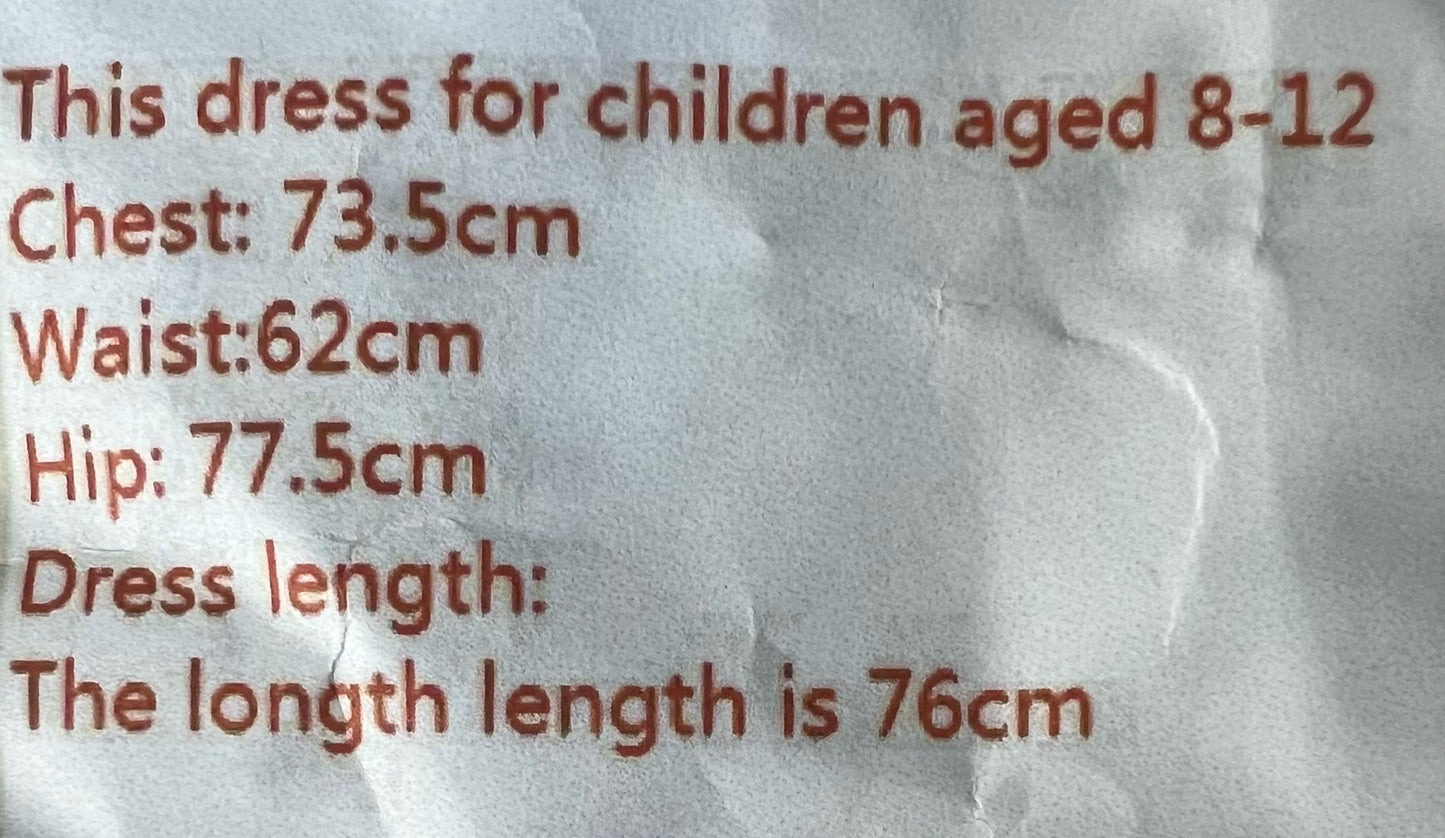 This dress for children aged 8-12
Chest: 73.5cm
Waist:62cm
Hip: 77.5cm
Dress length:
The longth length is 76cm